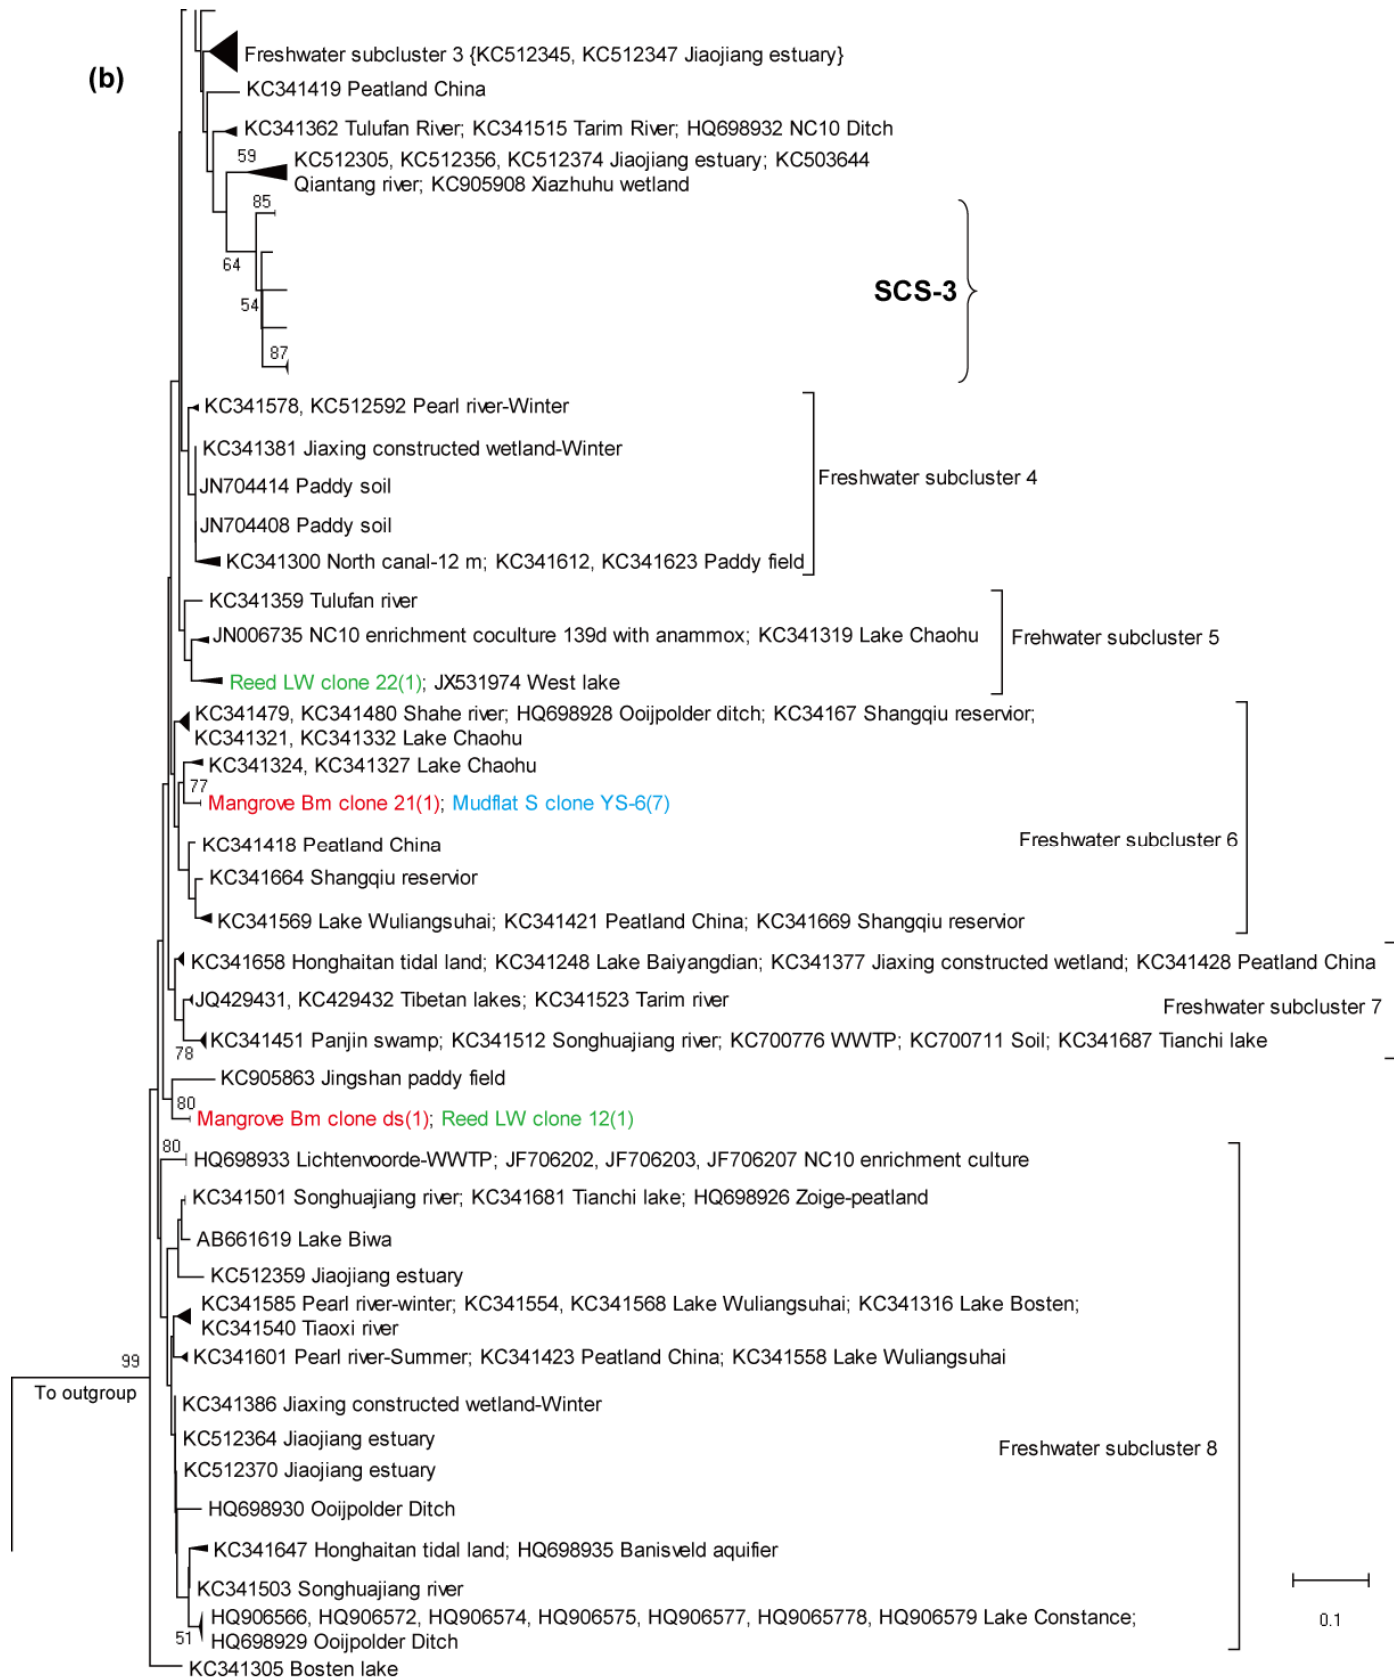 (b)
Freshwater subcluster 3 {KC512345, KC512347 Jiaojiang estuary}
KC341419 Peatland China
KC341362 Tulufan River; KC341515 Tarim River; HQ698932 NC10 Ditch
59
KC512305, KC512356, KC512374 Jiaojiang estuary; KC503644
Qiantang river; KC905908 Xiazhuhu wetland
85
64
SCS-3
54
87
KC341578, KC512592 Pearl river-Winter
KC341381 Jiaxing constructed wetland-Winter
Freshwater subcluster 4
JN704414 Paddy soil
JN704408 Paddy soil
KC341300 North canal-12 m; KC341612, KC341623 Paddy field
KC341359 Tulufan river
JN006735 NC10 enrichment coculture 139d with anammox; KC341319 Lake Chaohu
Frehwater subcluster 5
Reed LW clone 22(1); JX531974 West lake
KC341479, KC341480 Shahe river; HQ698928 Ooijpolder ditch; KC34167 Shangqiu reservior;
KC341321, KC341332 Lake Chaohu
KC341324, KC341327 Lake Chaohu
77
Mangrove Bm clone 21(1); Mudflat S clone YS-6(7)
Freshwater subcluster 6
KC341418 Peatland China
KC341664 Shangqiu reservior
KC341569 Lake Wuliangsuhai; KC341421 Peatland China; KC341669 Shangqiu reservior
KC341658 Honghaitan tidal land; KC341248 Lake Baiyangdian; KC341377 Jiaxing constructed wetland; KC341428 Peatland China
JQ429431, KC429432 Tibetan lakes; KC341523 Tarim river
Freshwater subcluster 7
KC341451 Panjin swamp; KC341512 Songhuajiang river; KC700776 WWTP; KC700711 Soil; KC341687 Tianchi lake
78
KC905863 Jingshan paddy field
80
Mangrove Bm clone ds(1); Reed LW clone 12(1)
80
HQ698933 Lichtenvoorde-WWTP; JF706202, JF706203, JF706207 NC10 enrichment culture
KC341501 Songhuajiang river; KC341681 Tianchi lake; HQ698926 Zoige-peatland
AB661619 Lake Biwa
KC512359 Jiaojiang estuary
KC341585 Pearl river-winter; KC341554, KC341568 Lake Wuliangsuhai; KC341316 Lake Bosten;
KC341540 Tiaoxi river
KC341601 Pearl river-Summer; KC341423 Peatland China; KC341558 Lake Wuliangsuhai
99
To outgroup
KC341386 Jiaxing constructed wetland-Winter
KC512364 Jiaojiang estuary
Freshwater subcluster 8
KC512370 Jiaojiang estuary
HQ698930 Ooijpolder Ditch
KC341647 Honghaitan tidal land; HQ698935 Banisveld aquifier
KC341503 Songhuajiang river
HQ906566, HQ906572, HQ906574, HQ906575, HQ906577, HQ9065778, HQ906579 Lake Constance;
HQ698929 Ooijpolder Ditch
51
0.1
KC341305 Bosten lake